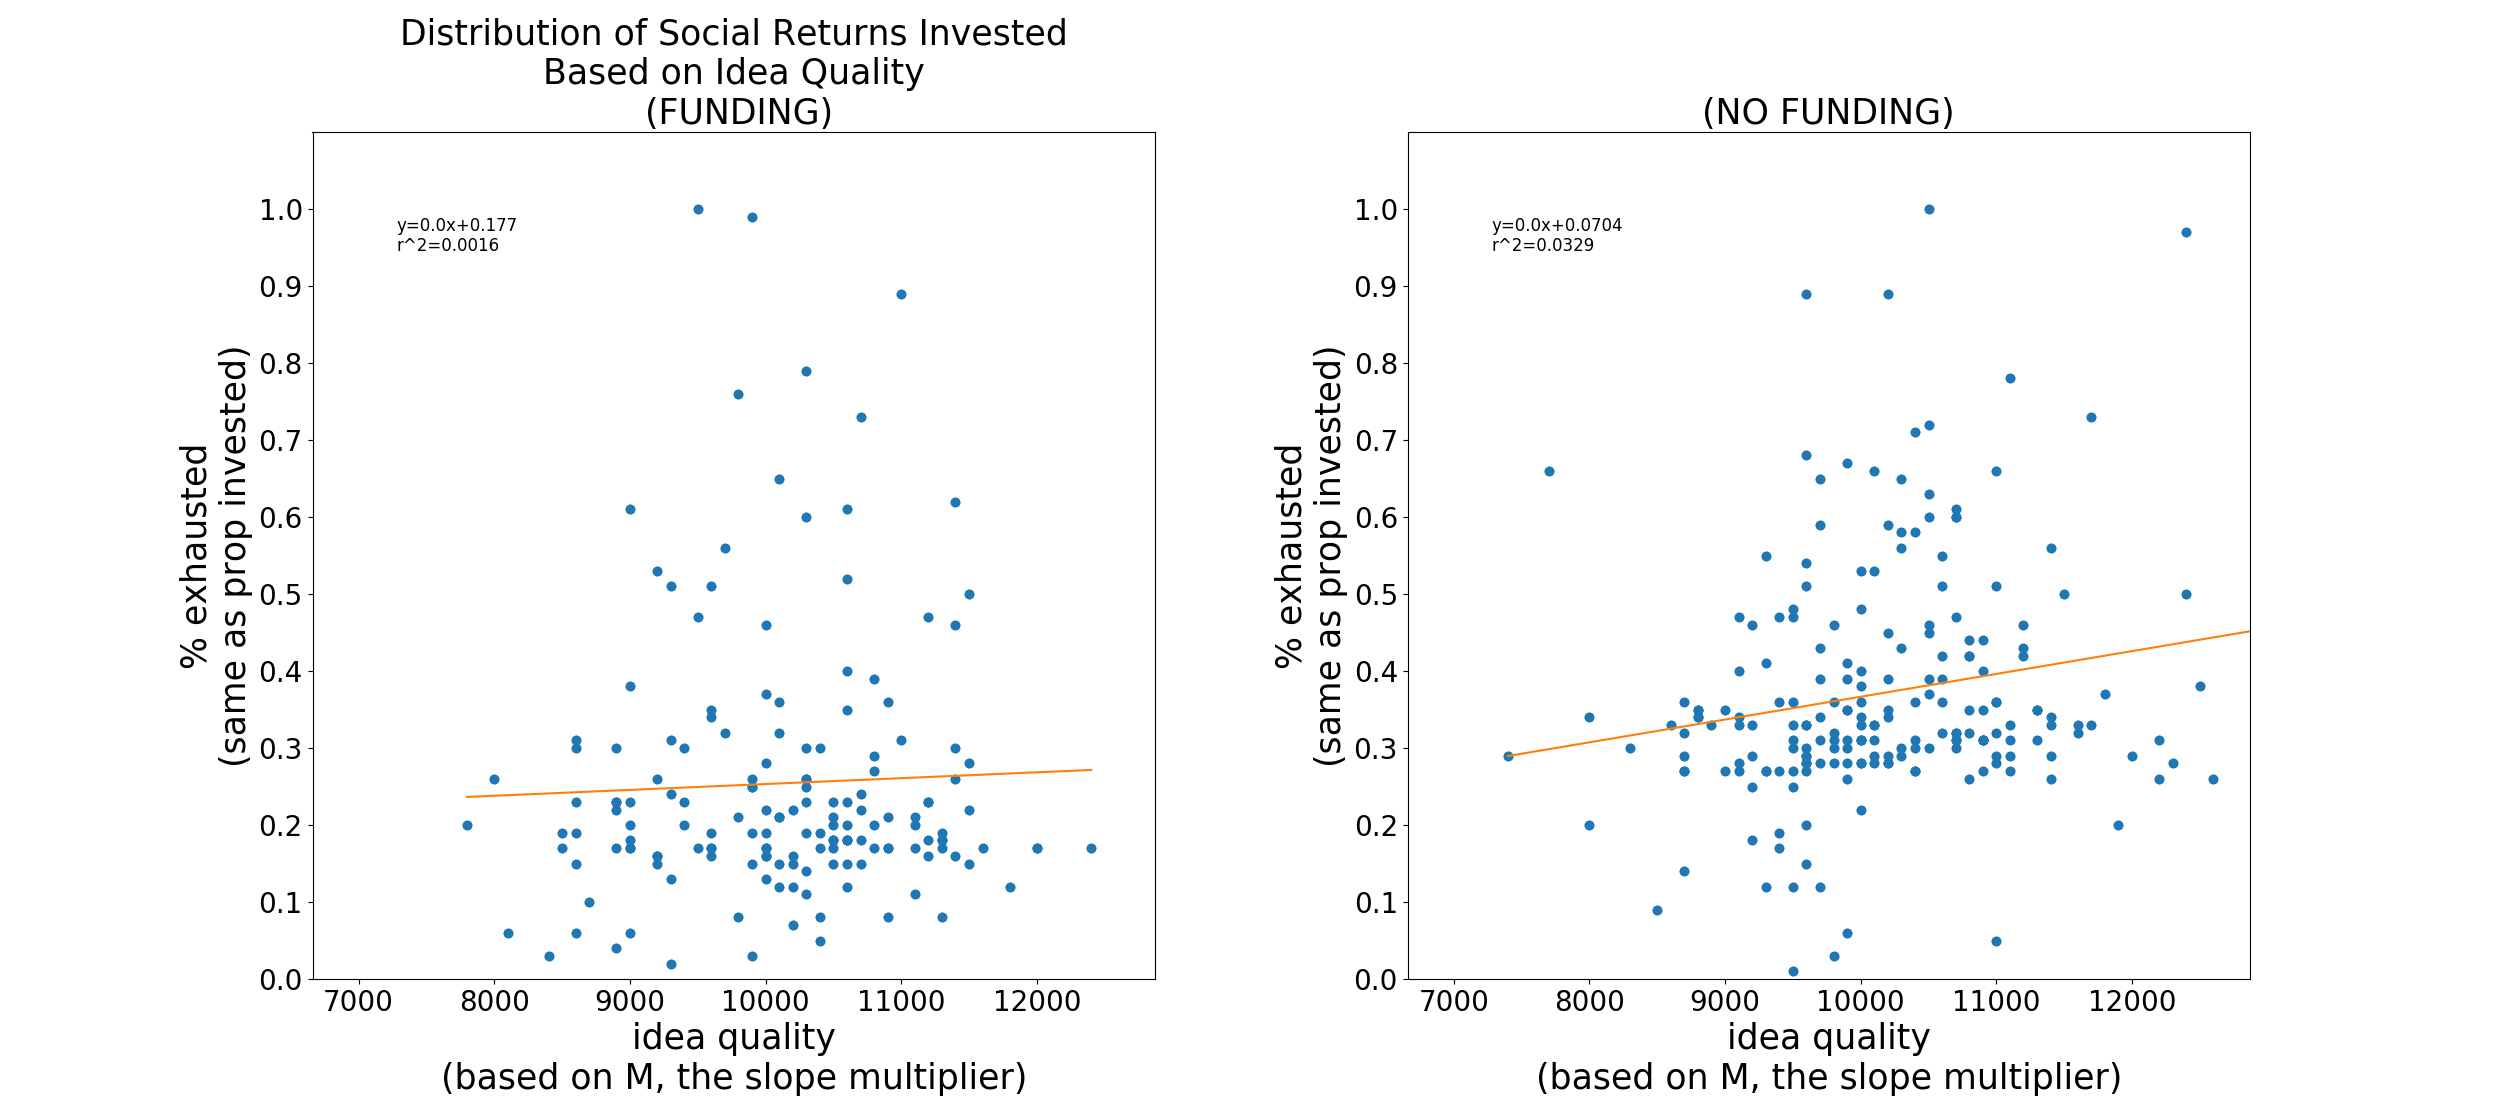 Distribution of Social Returns Invested
Based on Idea Quality
(FUNDING)
y=0.0x+0.177
r^2=0.0016
1.0
0.9
0.8
0.7
0.6
0.5
0.4
0.3
0.2
0.1
0.0
% exhausted
(same as prop invested)
7000 8000 9000 10000 11000 12000
idea quality
(based on M, the slope multiplier)
(NO FUNDING)
y=0.0x+0.0704
r^2=0.0329
1.0
0.9
0.8
0.7
0.6
0.5
0.4
0.3
0.2
0.1
0.0
% exhausted
(same as prop invested)
7000 8000 9000 10000 11000 12000
idea quality
(based on M, the slope multiplier)